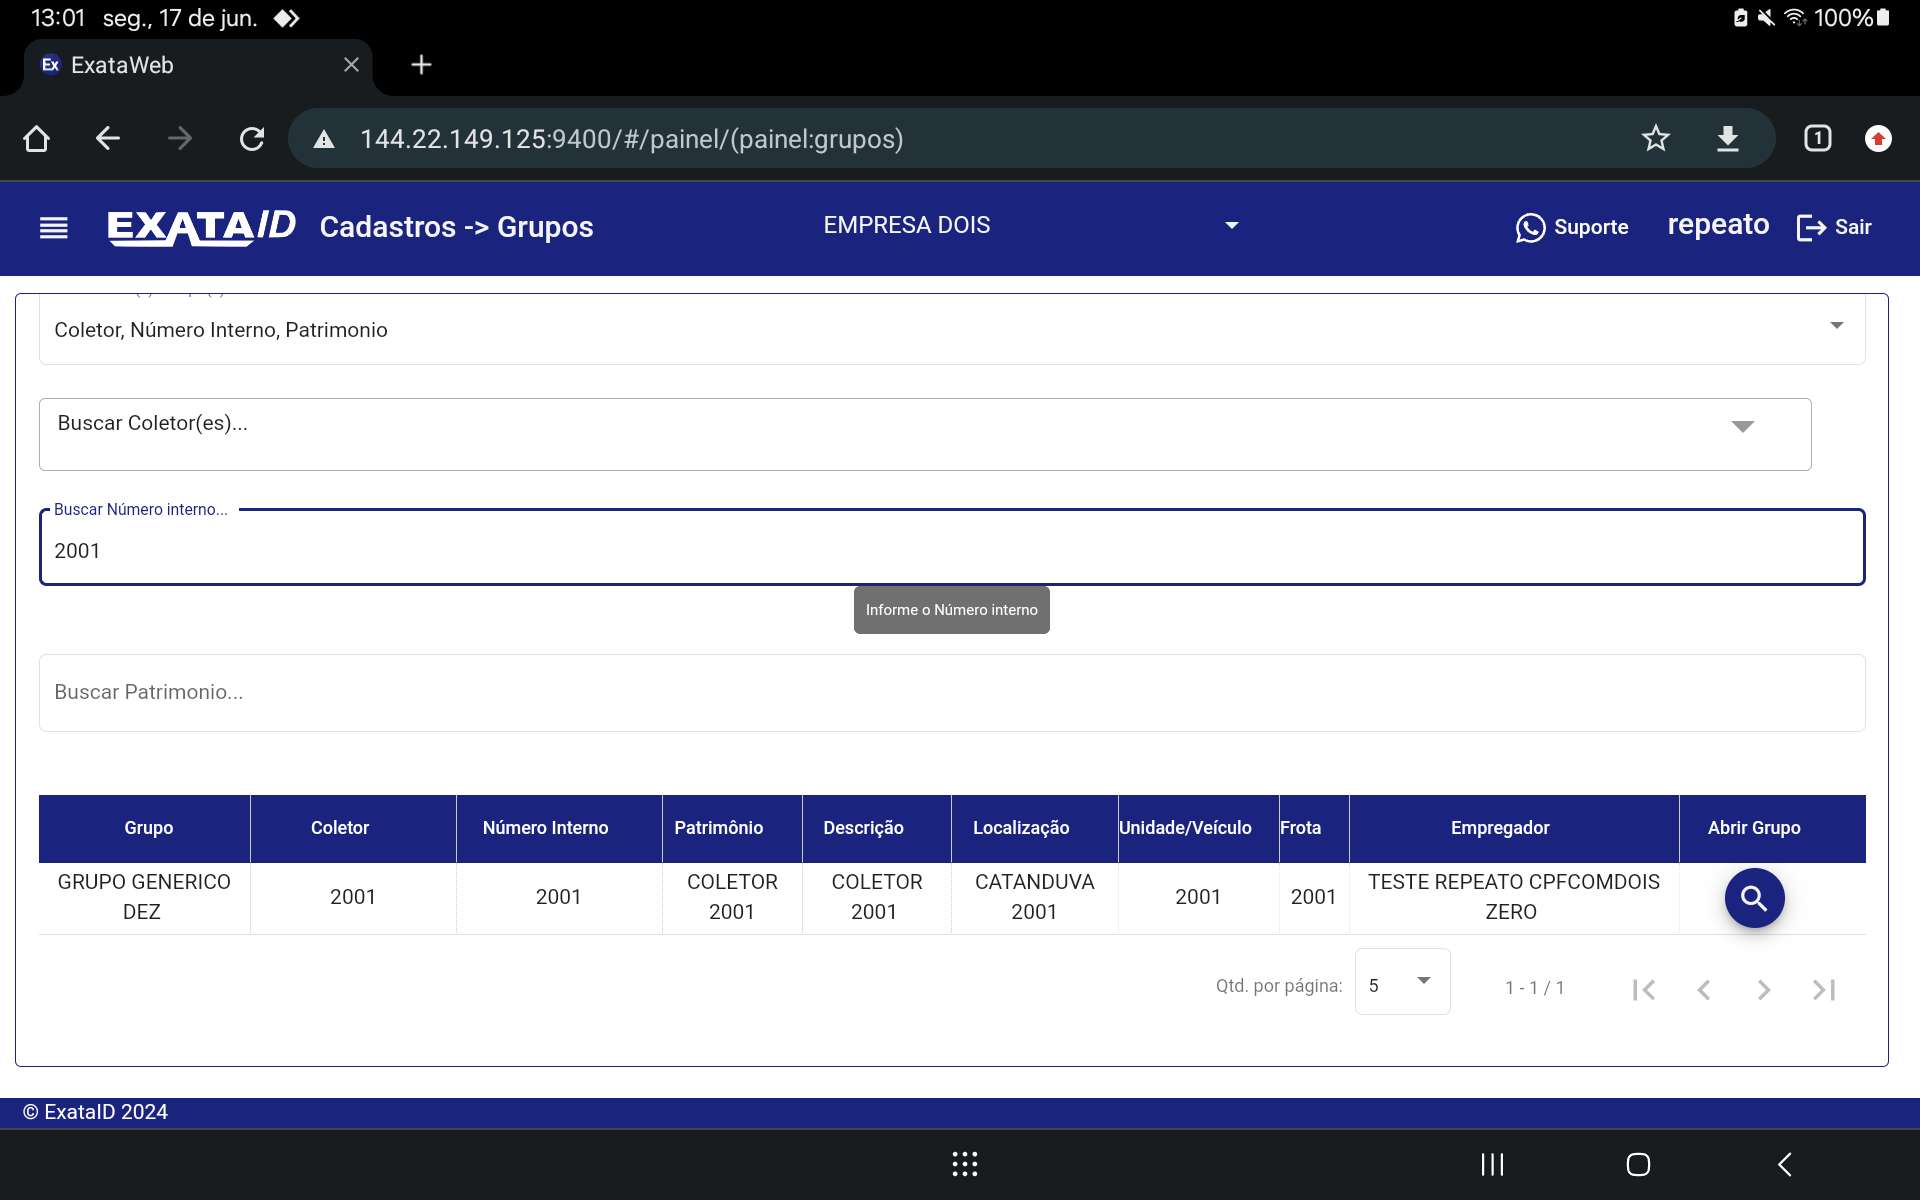 13:01 seg., 17 de jun. 100%
Ex ExataWeb
144.22.149.125:9400/#/painel/(painel:grupos) 1
EXATA ID Cadastros -> Grupos EMPRESA DOIS Suporte repeato Sair
Coletor, Número Interno, Patrimonio
Buscar Coletor(es)...
Buscar Número interno...
2001
Informe o Número interno
Buscar Patrimonio...
Grupo Coletor Número Interno Patrimônio Descrição Localização Unidade/Veículo Frota Empregador Abrir Grupo
GRUPO GENERICO DEZ 2001 2001 COLETOR 2001 COLETOR 2001 CATANDUVA 2001 2001 2001 TESTE REPEATO CPFCOMDOIS ZERO
Qtd. por página: 5 1 - 1 / 1
© ExataID 2024